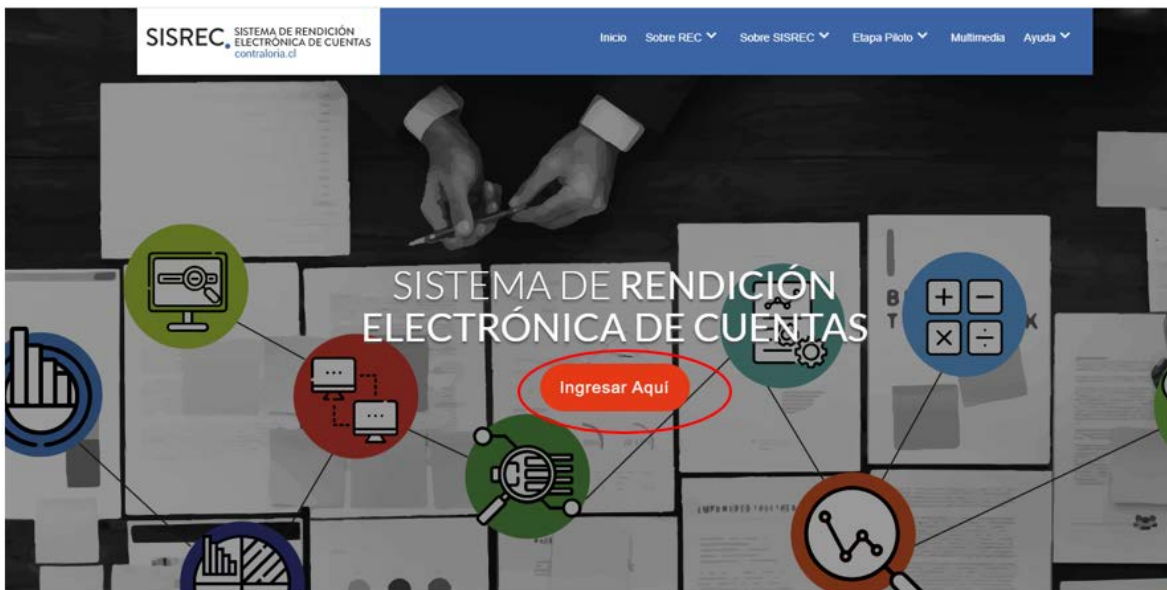 SISREC.
SISTEMA DE RENDICIÓN
ELECTRÓNICA DE CUENTAS
contraloria.cl
Inicio Sobre REC Sobre SISREC Etapa Piloto Multimedia Ayuda
SISTEMA DE RENDICIÓN
ELECTRÓNICA DE CUENTAS
Ingresar Aquí